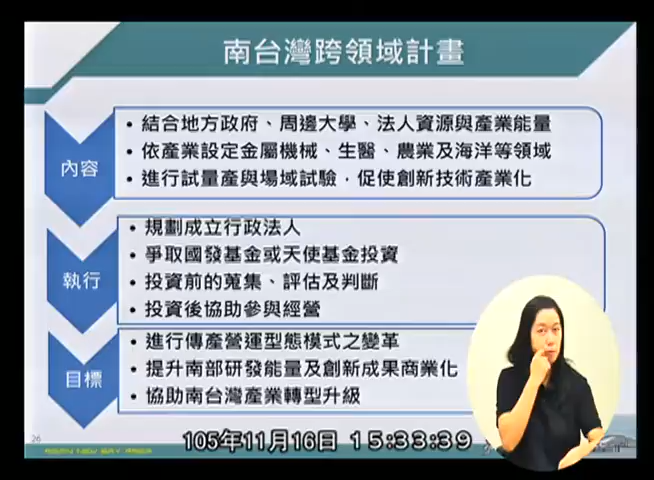 南台灣跨領域計畫
內容
• 結合地方政府、周邊大學、法人資源與產業能量
• 依產業設定金屬機械、生醫、農業及海洋等領域
• 進行試量產與場域試驗，促使創新技術產業化
執行
• 規劃成立行政法人
• 爭取國發基金或天使基金投資
• 投資前的蒐集、評估及判斷
• 投資後協助參與經營
目標
• 進行傳產營運型態模式之變革
• 提升南部研發能量及創新成果商業化
• 協助南台灣產業轉型升級
26
105年11月16日 15:33:39